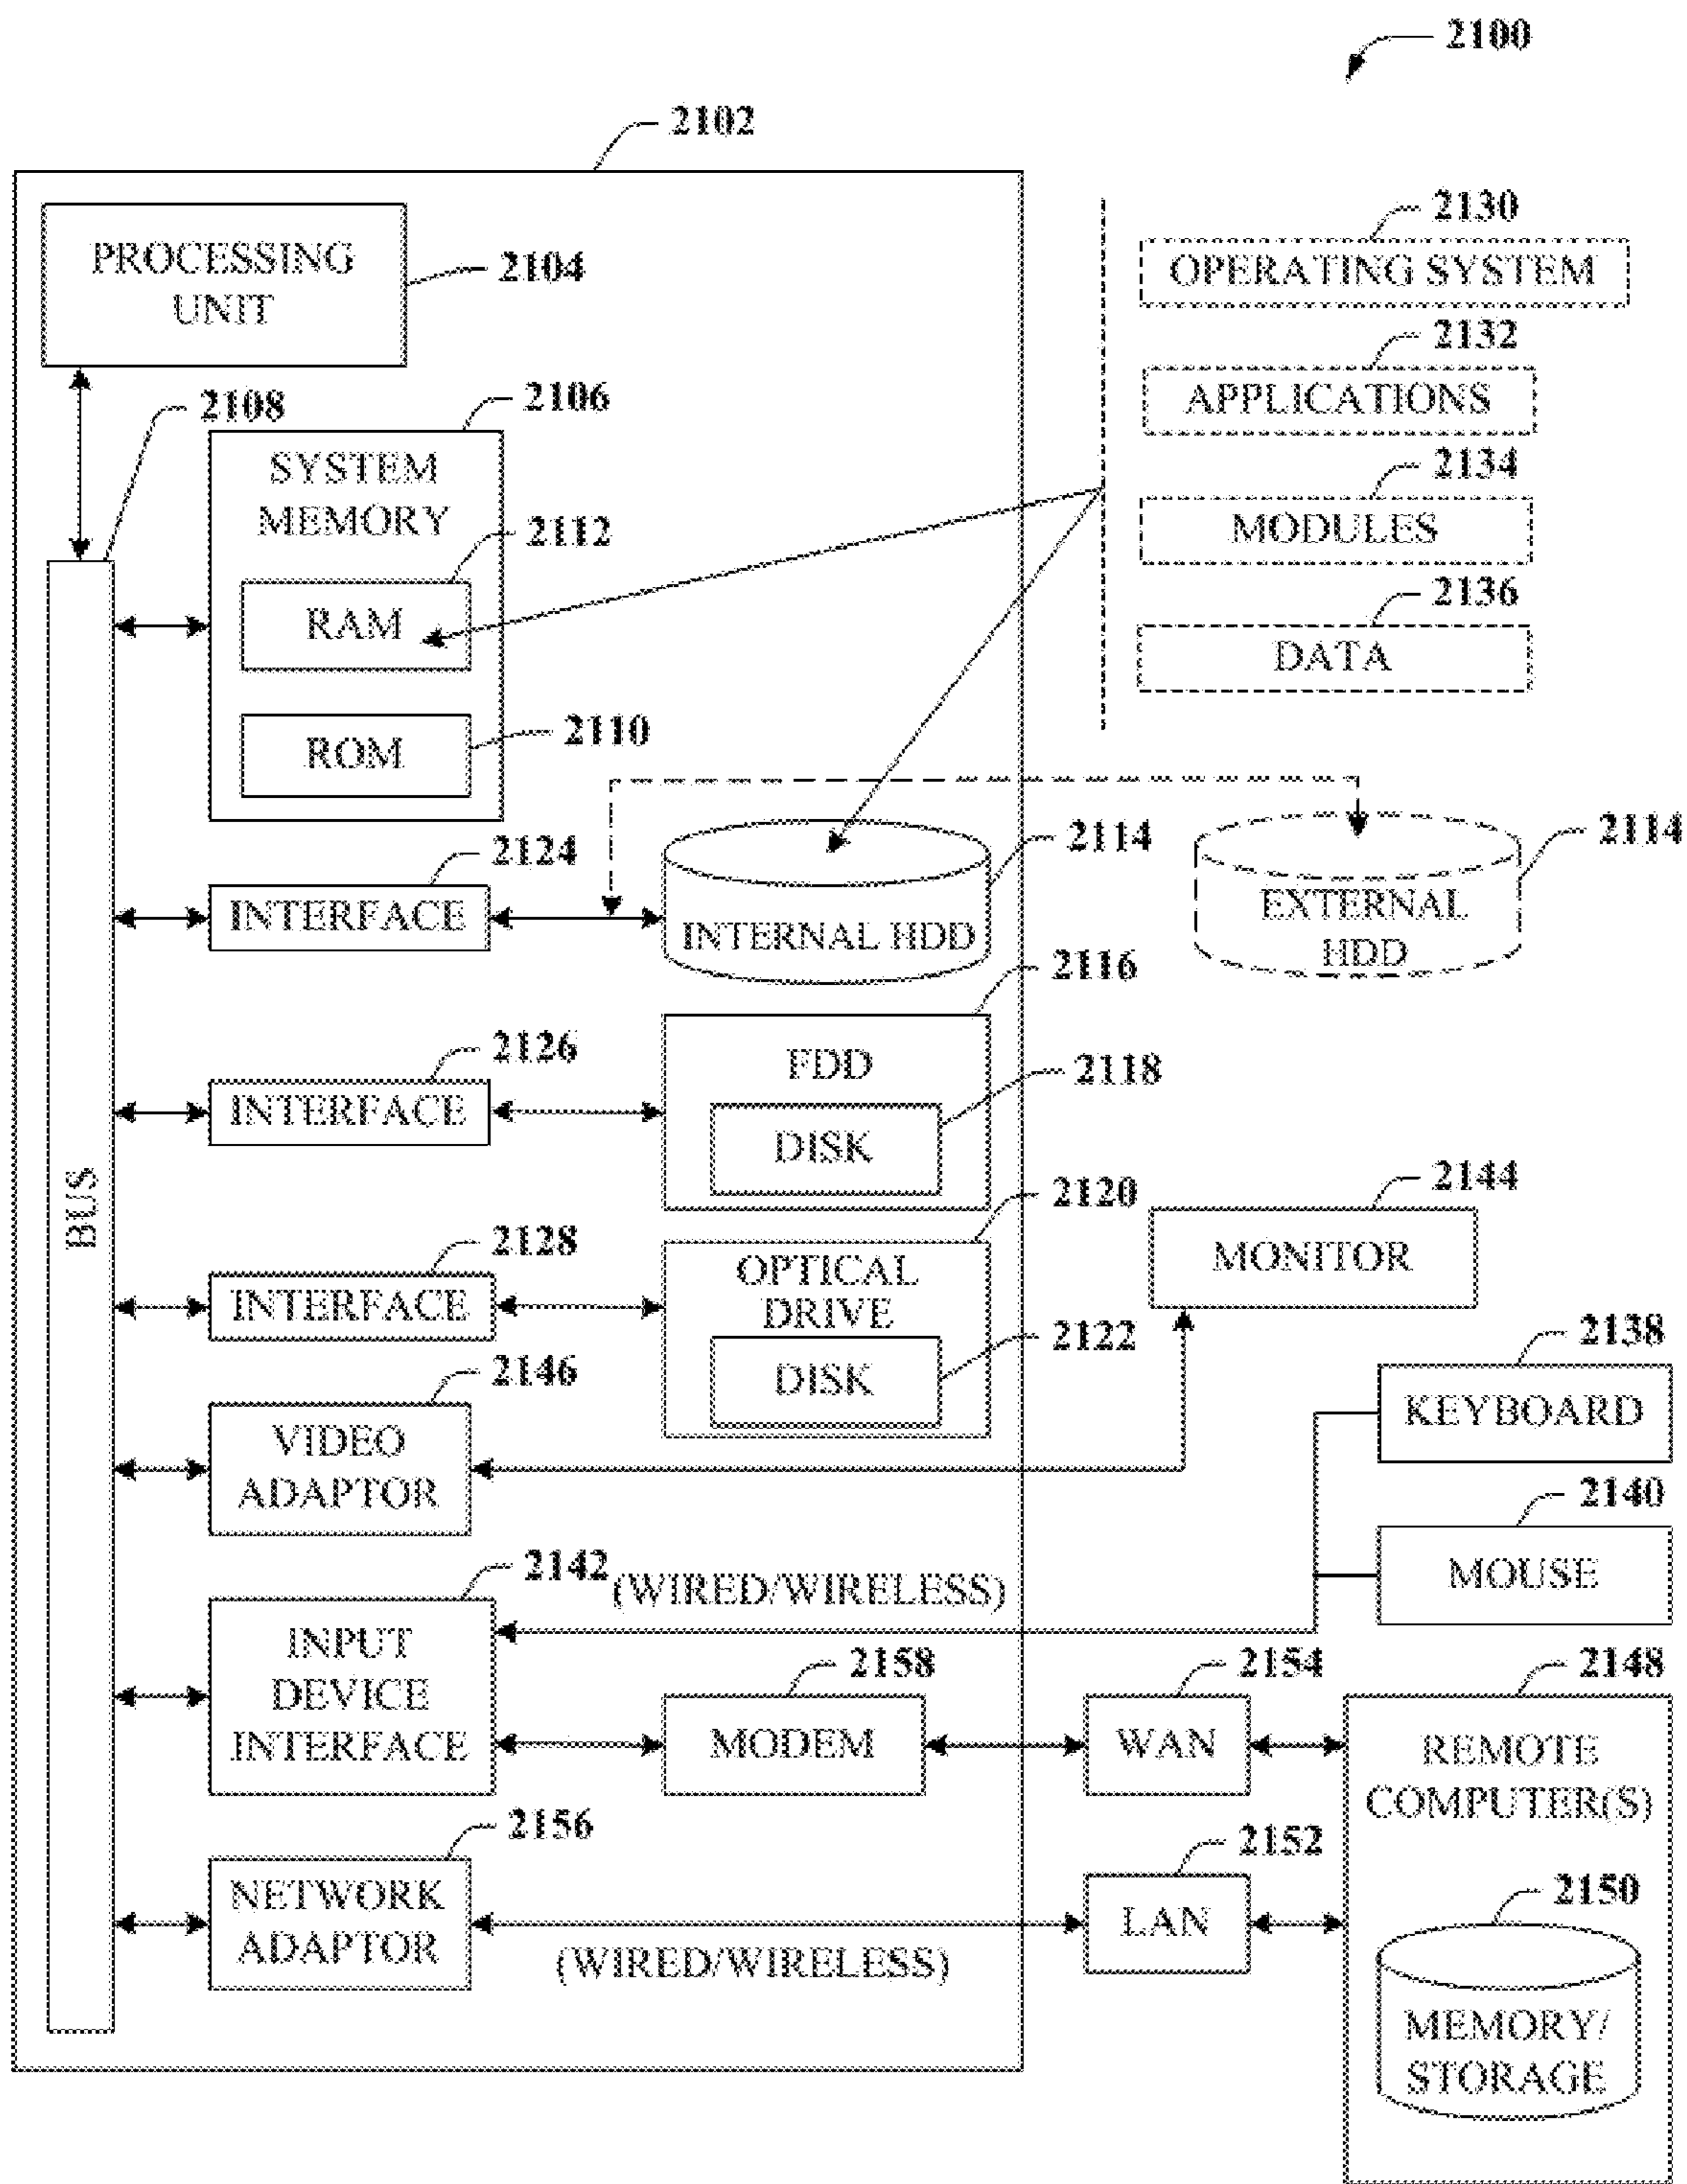 2100
2102
PROCESSING
UNIT
2104
2130
OPERATING SYSTEM
2132
APPLICATIONS
2134
MODULES
2136
DATA
2108
2106
SYSTEM
MEMORY
2112
RAM
2110
ROM
2124
INTERFACE
2114
INTERNAL HDD
2114
EXTERNAL
HDD
2126
INTERFACE
2116
FDD
2118
DISK
BUS
2128
INTERFACE
2120
OPTICAL
DRIVE
2122
DISK
2144
MONITOR
2146
VIDEO
ADAPTOR
2138
KEYBOARD
2140
MOUSE
2142
(WIRED/WIRELESS)
INPUT
DEVICE
INTERFACE
2158
MODEM
2154
WAN
2148
REMOTE
COMPUTER(S)
2156
NETWORK
ADAPTOR
(WIRED/WIRELESS)
2152
LAN
2150
MEMORY/
STORAGE